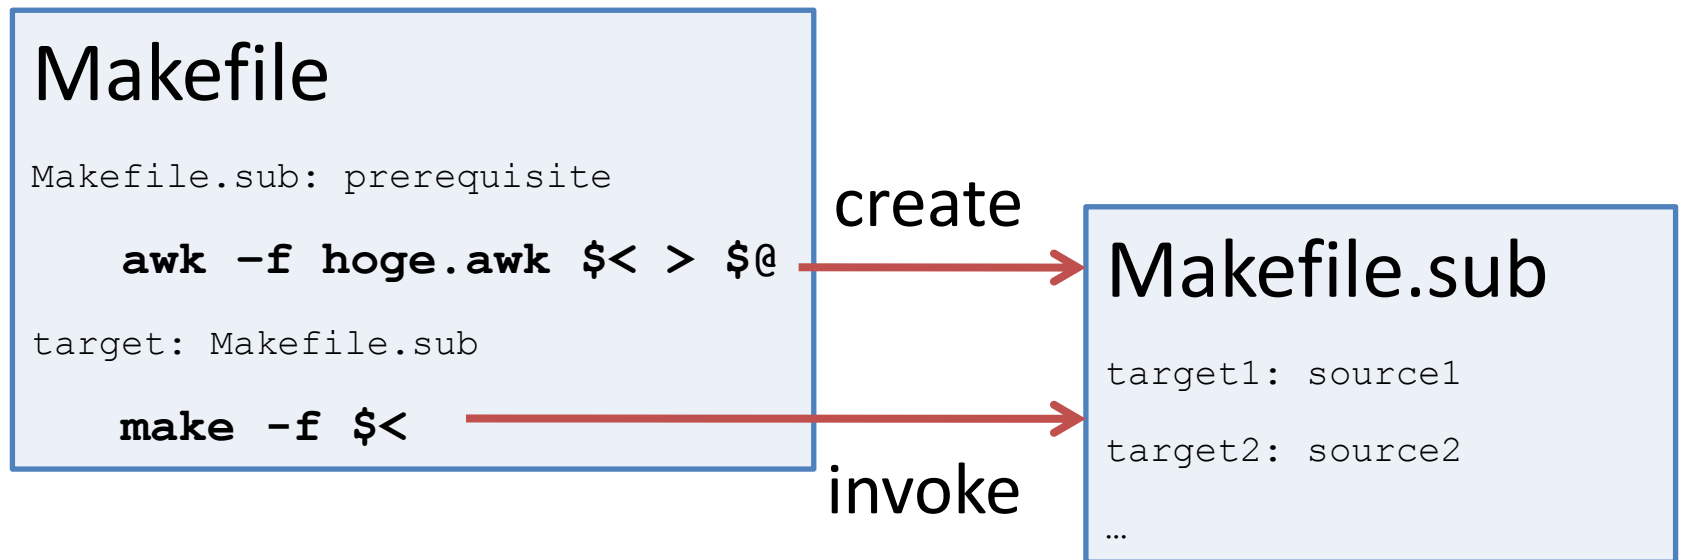 Makefile
Makefile.sub: prerequisite
awk –f hoge.awk $< > $@
target: Makefile.sub
make -f $<
create
invoke
Makefile.sub
target1: source1
target2: source2
…